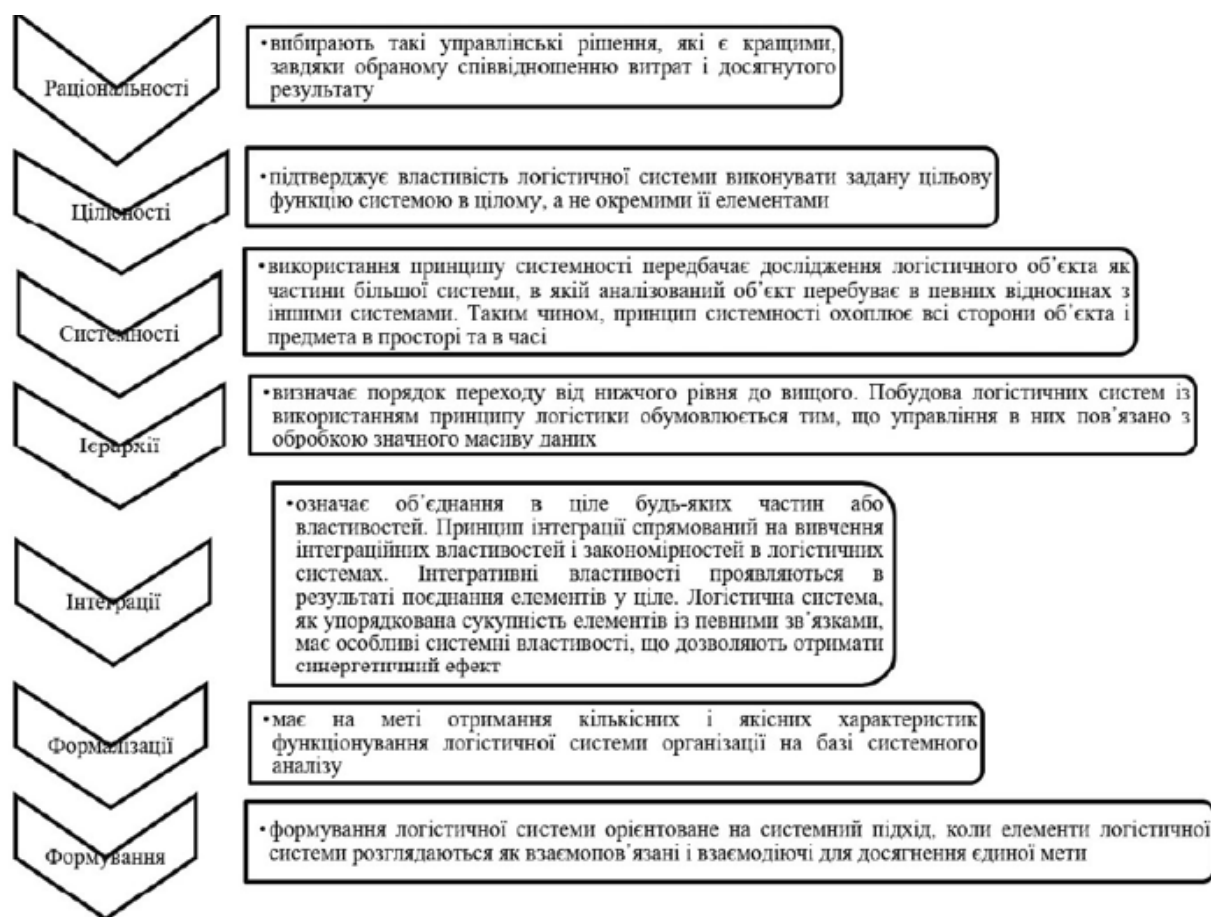 Раціональності
•вибирають такі управлінські рішення, які є кращими,
завдяки обраному співвідношенню витрат і досягнутого
результату
Цілісності
•підтверджує властивість логістичної системи виконувати задану цільову
функцію системою в цілому, а не окремими її елементами
Системності
•використання принципу системності передбачає дослідження логістичного об’єкта як
частини більшої системи, в якій аналізований об’єкт перебуває в певних відносинах з
іншими системами. Таким чином, принцип системності охоплює всі сторони об’єкта і
предмета в просторі та в часі
Ієрархії
•визначає порядок переходу від нижчого рівня до вищого. Побудова логістичних систем із
використанням принципу логістики обумовлюється тим, що управління в них пов’язано з
обробкою значного масиву даних
Інтеграції
•означає об’єднання в ціле будь-яких частин або
властивостей. Принцип інтеграції спрямований на вивчення
інтеграційних властивостей і закономірностей в логістичних
системах. Інтегративні властивості проявляються в
результаті поєднання елементів у ціле. Логістична система,
як упорядкована сукупність елементів із певними зв’язками,
має особливі системні властивості, що дозволяють отримати
синергетичний ефект
Формалізації
•має на меті отримання кількісних і якісних характеристик
функціонування логістичної системи організації на базі системного
аналізу
Формування
•формування логістичної системи орієнтоване на системний підхід, коли елементи логістичної
системи розглядаються як взаємопов’язані і взаємодіючі для досягнення єдиної мети